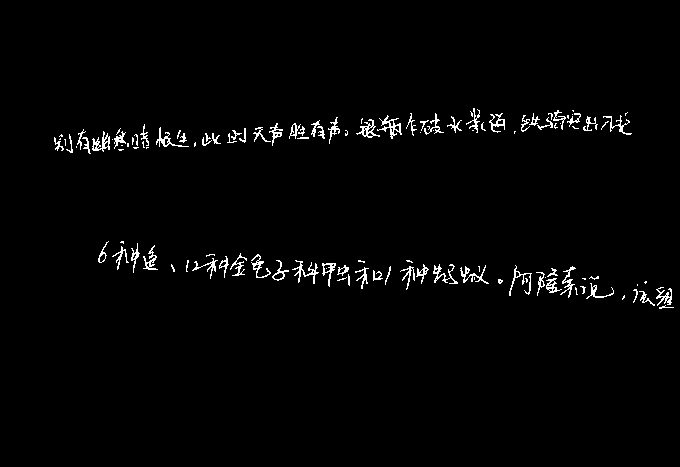 别有幽愁暗恨生,此时无声胜有声。银瓶乍破水浆迸,铁骑突出刀枪
6种鱼、12种金龟子科甲虫和1种蚂蚁。阿隆索说,该组